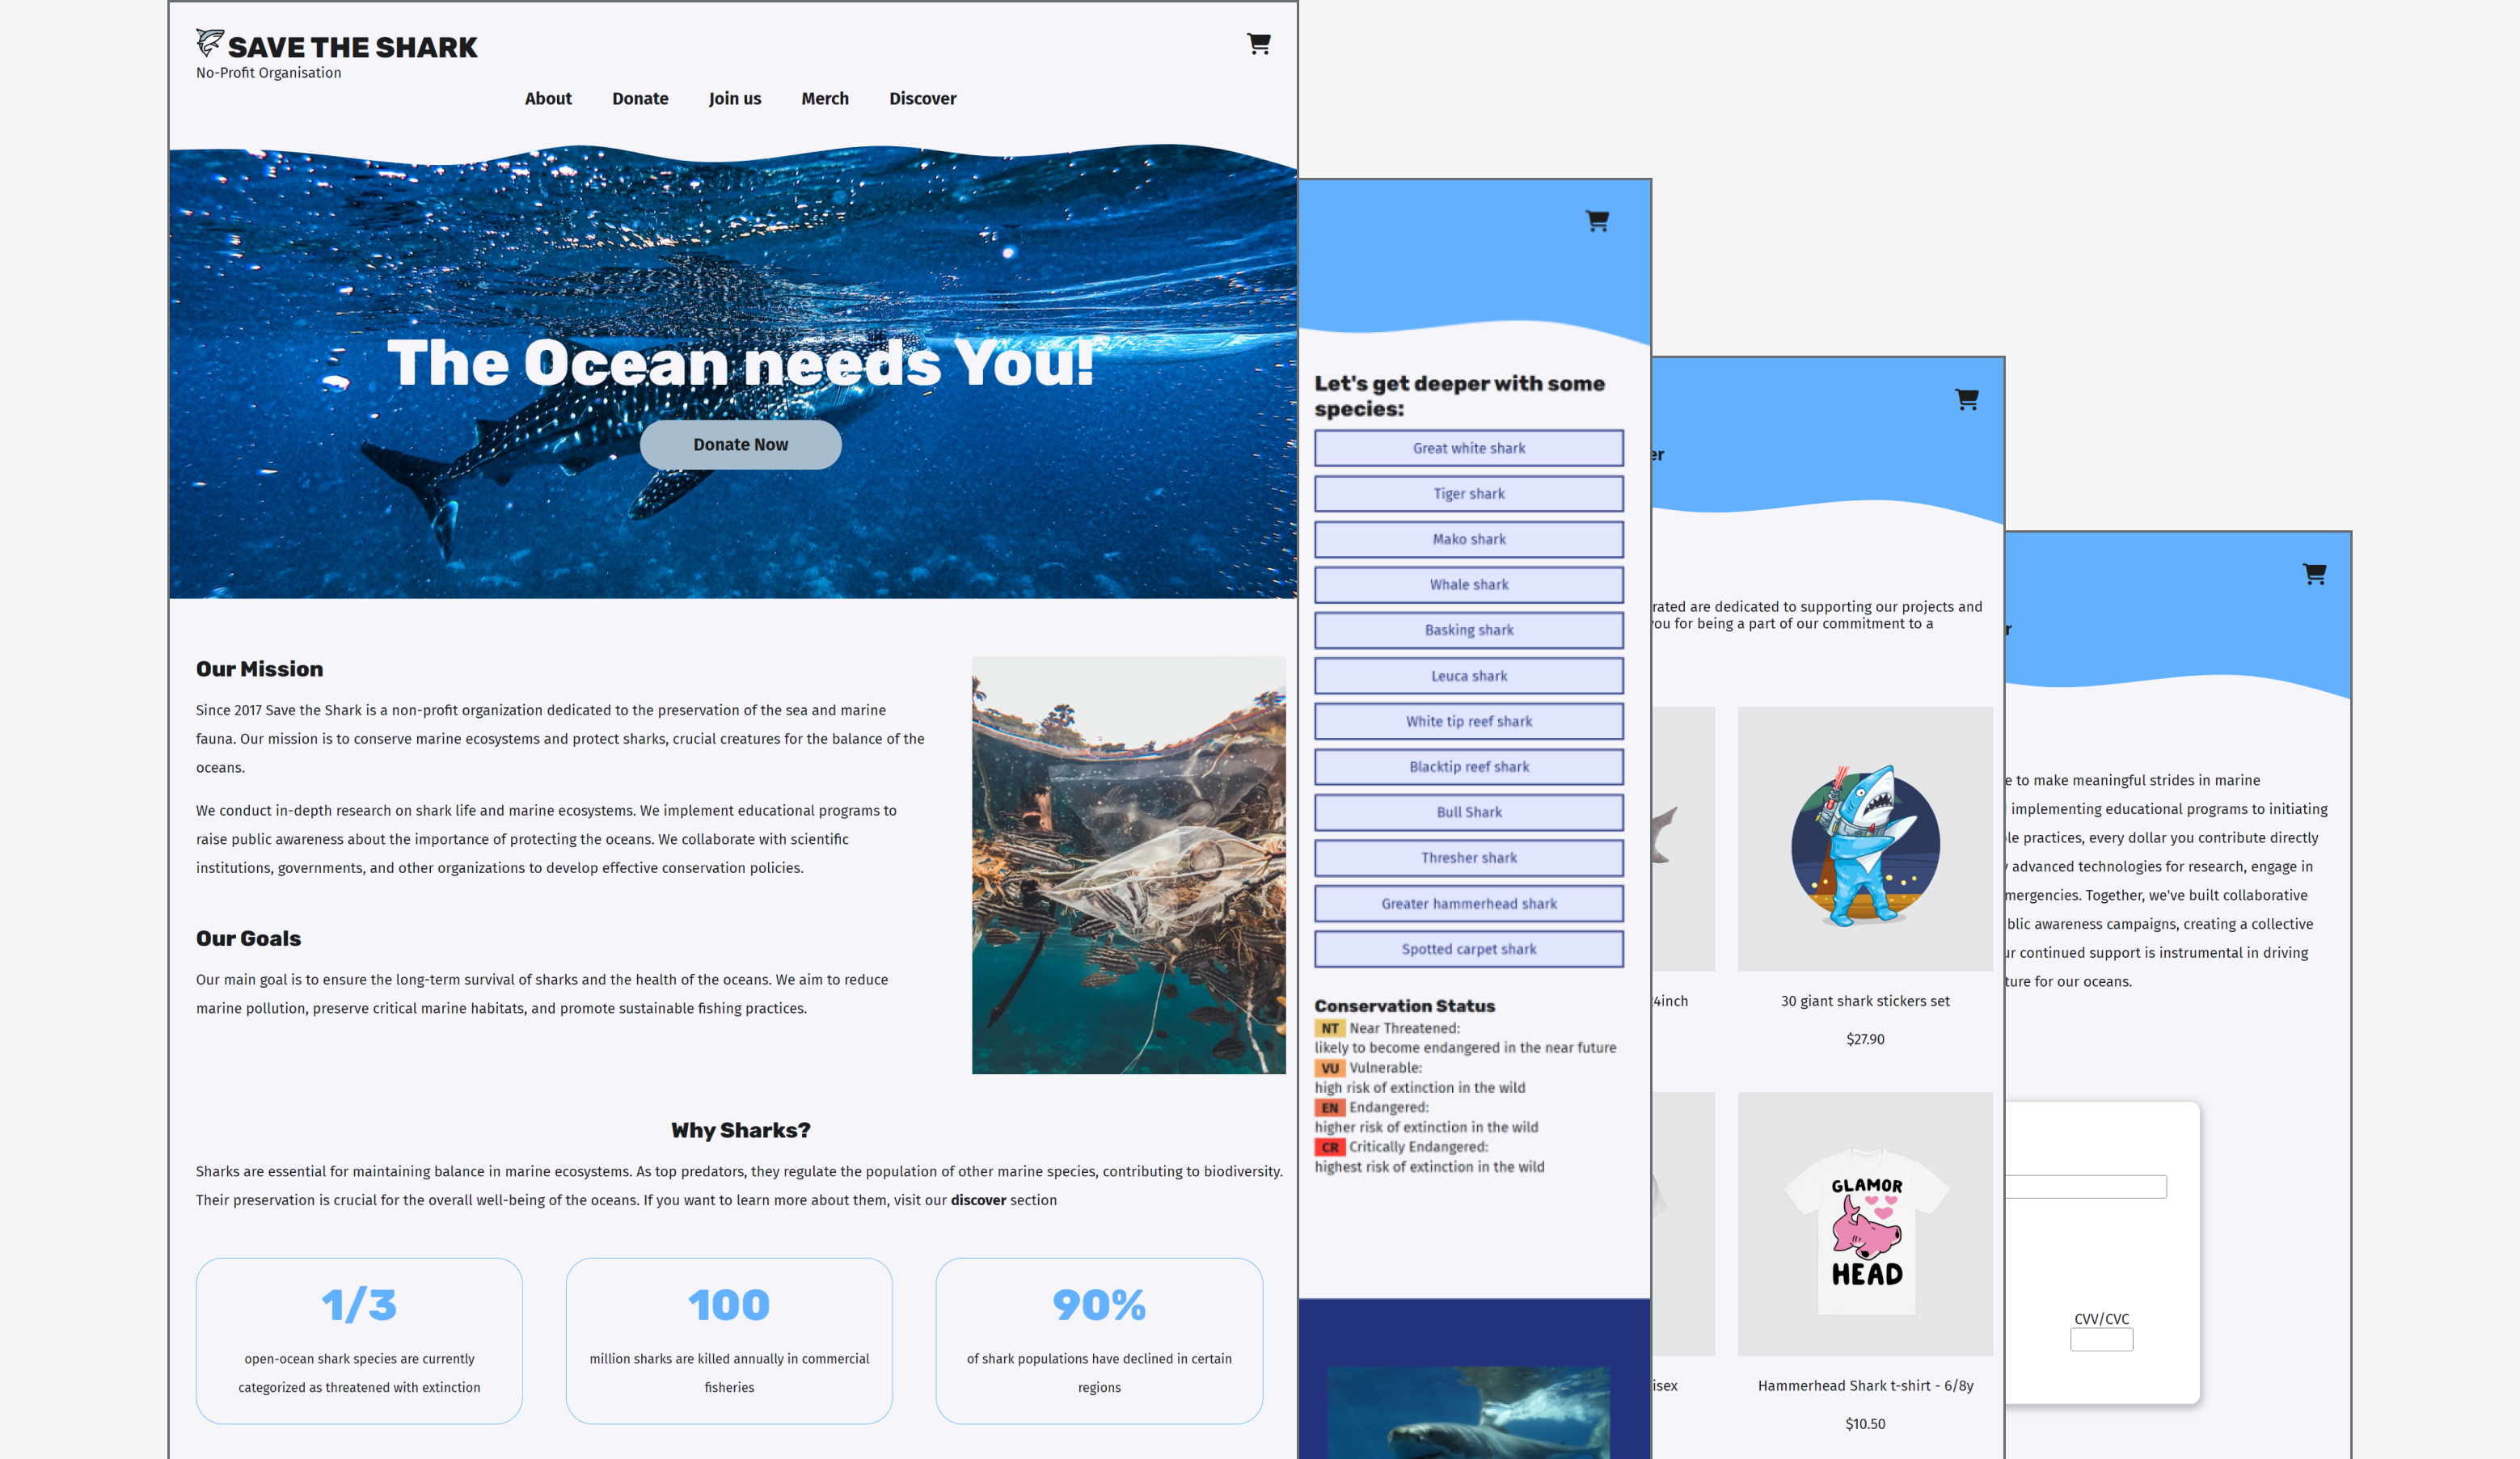 SAVE THE SHARK
No-Profit Organisation
About Donate Join us Merch Discover
The Ocean needs You!
Donate Now
Our Mission
Since 2017 Save the Shark is a non-profit organization dedicated to the preservation of the sea and marine
fauna. Our mission is to conserve marine ecosystems and protect sharks, crucial creatures for the balance of the
oceans.
We conduct in-depth research on shark life and marine ecosystems. We implement educational programs to
raise public awareness about the importance of protecting the oceans. We collaborate with scientific
institutions, governments, and other organizations to develop effective conservation policies.
Our Goals
Our main goal is to ensure the long-term survival of sharks and the health of the oceans. We aim to reduce
marine pollution, preserve critical marine habitats, and promote sustainable fishing practices.
Why Sharks?
Sharks are essential for maintaining balance in marine ecosystems. As top predators, they regulate the population of other marine species, contributing to biodiversity.
Their preservation is crucial for the overall well-being of the oceans. If you want to learn more about them, visit our discover section
1/3
open-ocean shark species are currently
categorized as threatened with extinction
100
million sharks are killed annually in commercial
fisheries
90%
of shark populations have declined in certain
regions
Let's get deeper with some
species:
Great white shark
Tiger shark
Mako shark
Whale shark
Basking shark
Leuca shark
White tip reef shark
Blacktip reef shark
Bull Shark
Thresher shark
Greater hammerhead shark
Spotted carpet shark
Conservation Status
NT Near Threatened:
likely to become endangered in the near future
VU Vulnerable:
high risk of extinction in the wild
EN Endangered:
higher risk of extinction in the wild
CR Critically Endangered:
highest risk of extinction in the wild
er
rated are dedicated to supporting our projects and
you for being a part of our commitment to a
4inch
30 giant shark stickers set
$27.90
GLAMOR
HEAD
isex
Hammerhead Shark t-shirt - 6/8y
$10.50
r
e to make meaningful strides in marine
implementing educational programs to initiating
le practices, every dollar you contribute directly
advanced technologies for research, engage in
mergencies. Together, we've built collaborative
blic awareness campaigns, creating a collective
ur continued support is instrumental in driving
ture for our oceans.
CVV/CVC